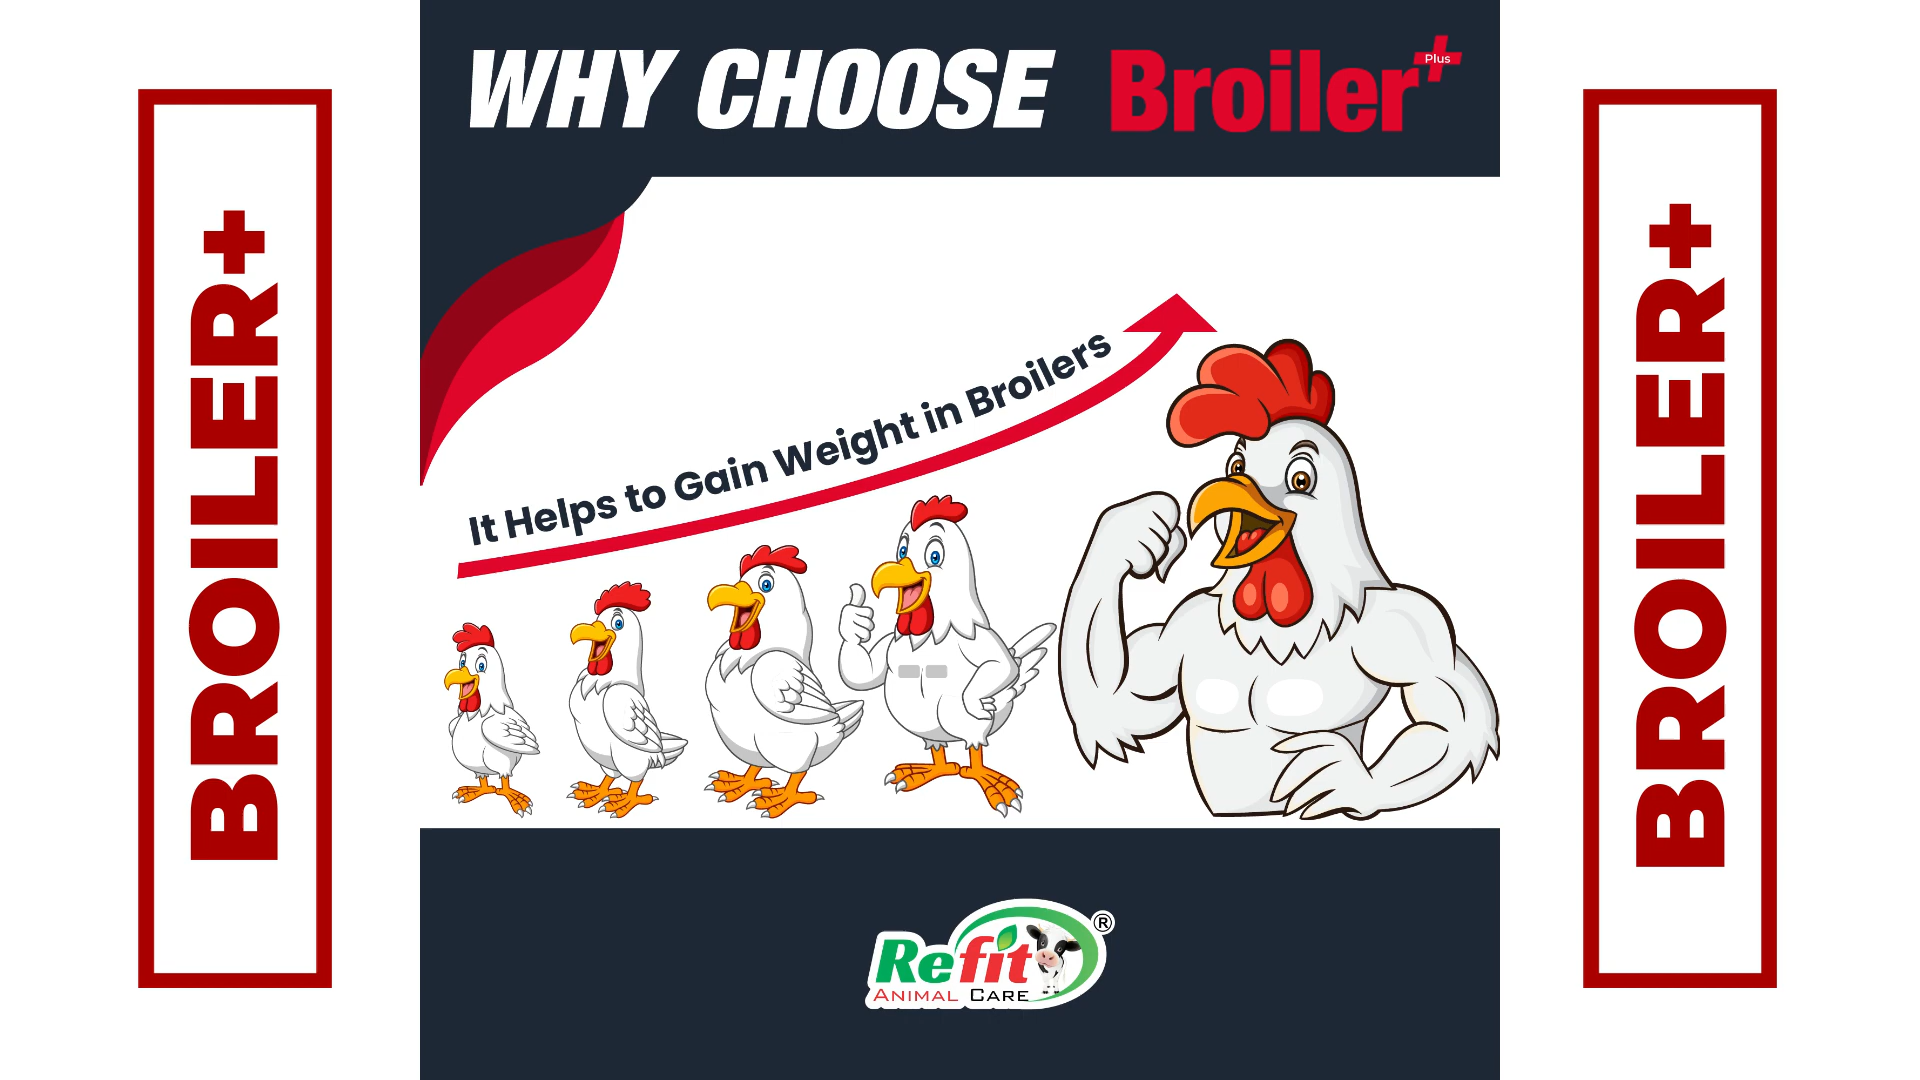 WHY CHOOSE Broiler+
Plus
BROILER+
It Helps to Gain Weight in Broilers
BROILER+
Refit®
ANIMAL CARE